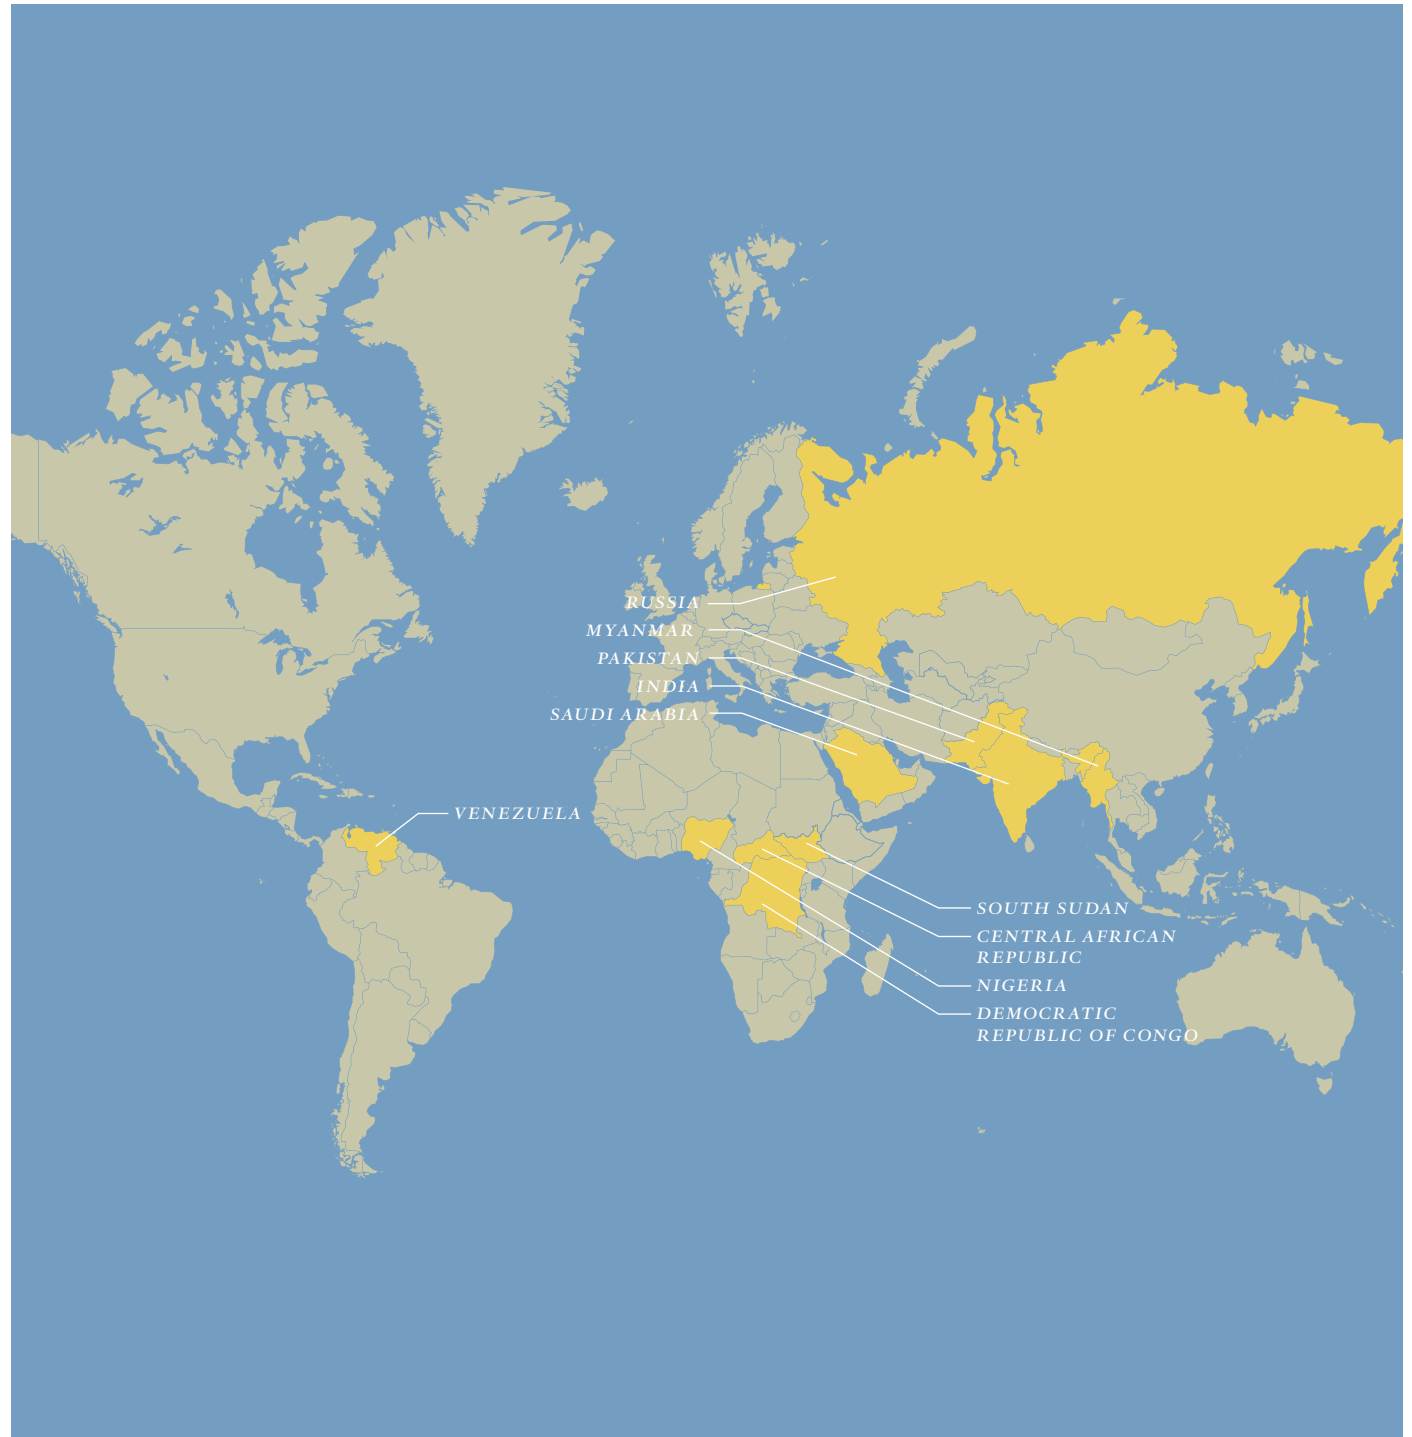 RUSSIA
MYANMAR
PAKISTAN
INDIA
SAUDI ARABIA
VENEZUELA
SOUTH SUDAN
CENTRAL AFRICAN
REPUBLIC
NIGERIA
DEMOCRATIC
REPUBLIC OF CONGO